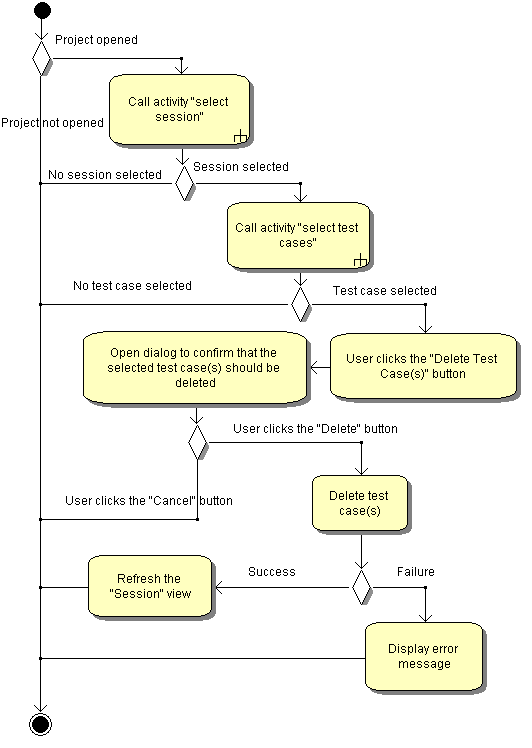 Project opened
Call activity "select
session"
Project not opened
Session selected
No session selected
Call activity "select test
cases"
No test case selected
Test case selected
Open dialog to confirm that the
selected test case(s) should be
deleted
User clicks the "Delete Test
Case(s)" button
User clicks the "Delete" button
User clicks the "Cancel" button
Delete test
case(s)
Success
Failure
Refresh the
"Session" view
Display error
message